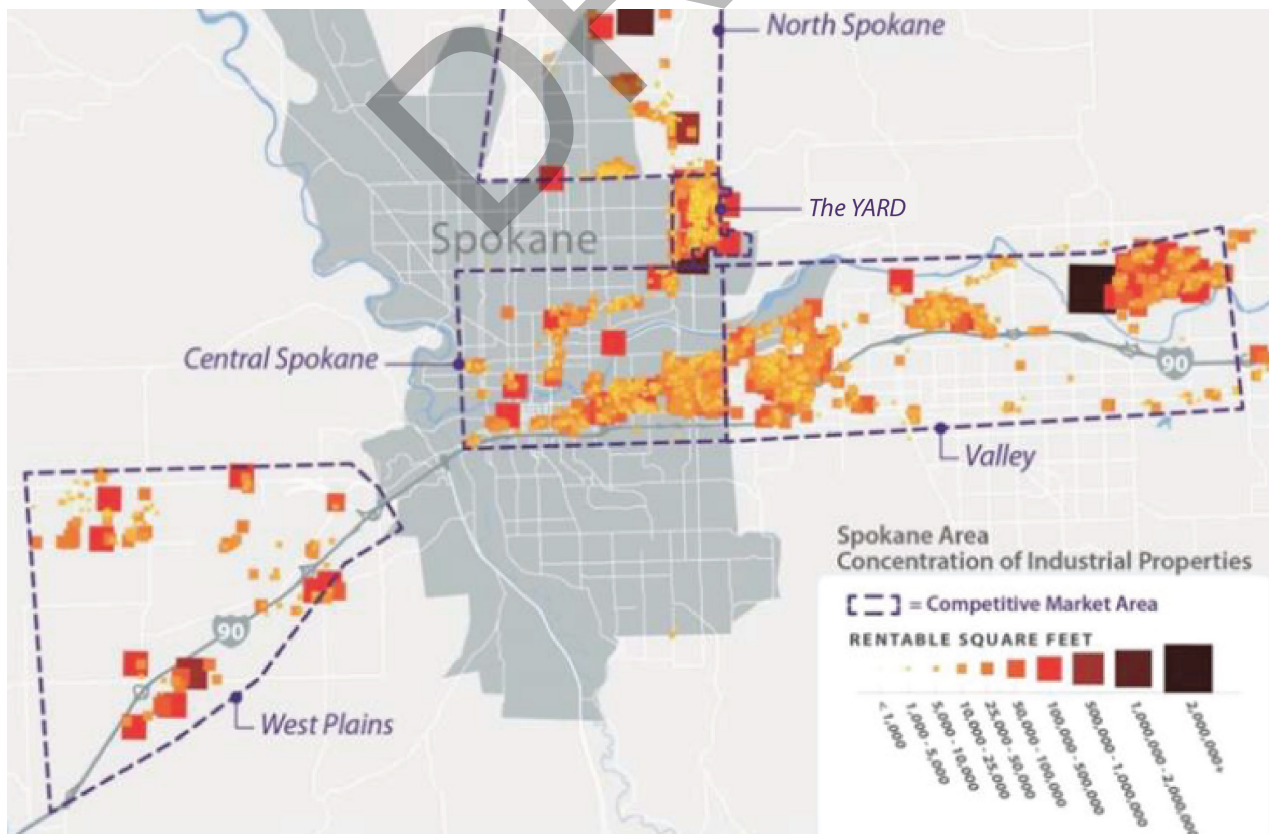 North Spokane
The YARD
Spokane
Central Spokane
90
Valley
Spokane Area
Concentration of Industrial Properties
= Competitive Market Area
90
RENTABLE SQUARE FEET
West Plains
< 1,000
1,000 - 5,000
5,000 - 10,000
10,000 - 25,000
25,000 - 50,000
50,000 - 100,000
100,000 - 500,000
500,000 - 1,000,000
1,000,000 - 2,000,000
2,000,000+